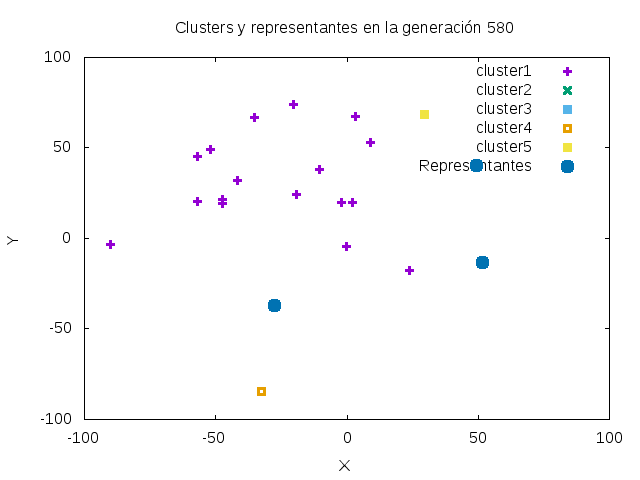 Clusters y representantes en la generación 580
100
50
0
-50
-100
-100
-50
0
50
100
X
Y
cluster1
cluster2
cluster3
cluster4
cluster5
Representantes